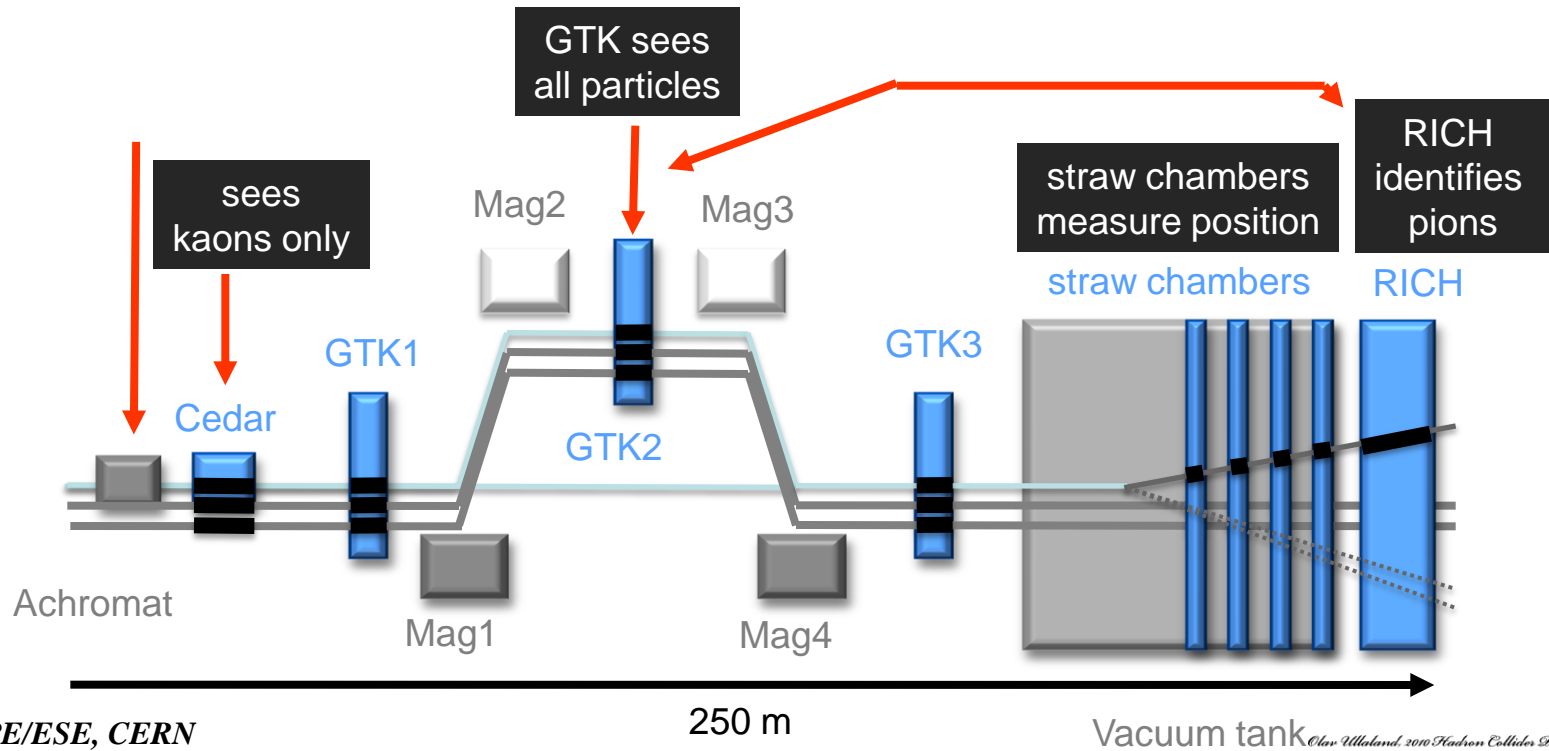 GTK sees
all particles
RICH
identifies
pions
straw chambers
measure position
sees
kaons only
Mag2
Mag3
straw chambers
RICH
GTK1
GTK3
Cedar
GTK2
Achromat
Mag1
Mag4
250 m
E/ESE, CERN
Vacuum tank
Olav Ullaland. 2010 Hadron Collider